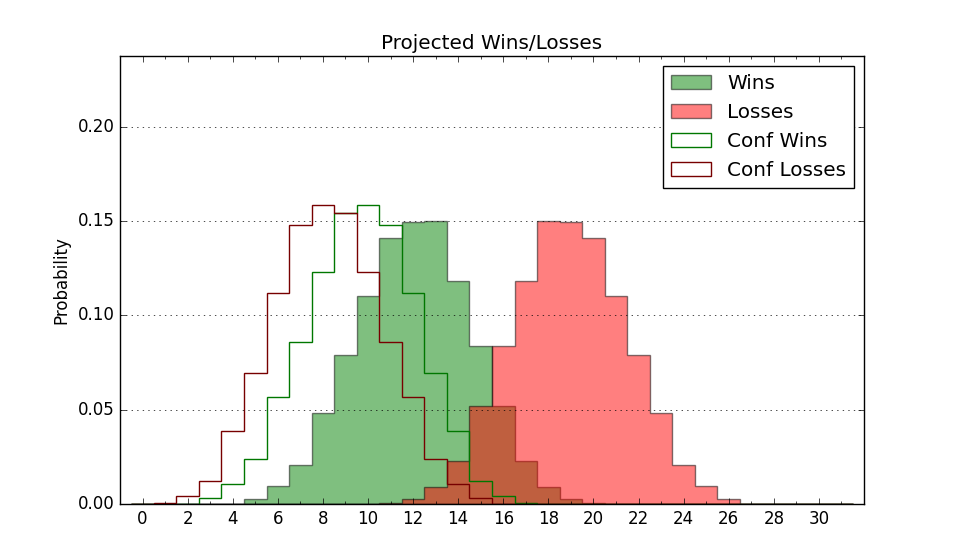 Projected Wins/Losses
Wins
Losses
Conf Wins
Conf Losses
Probability
0.20
0.15
0.10
0.05
0.00
0 2 4 6 8 10 12 14 16 18 20 22 24 26 28 30